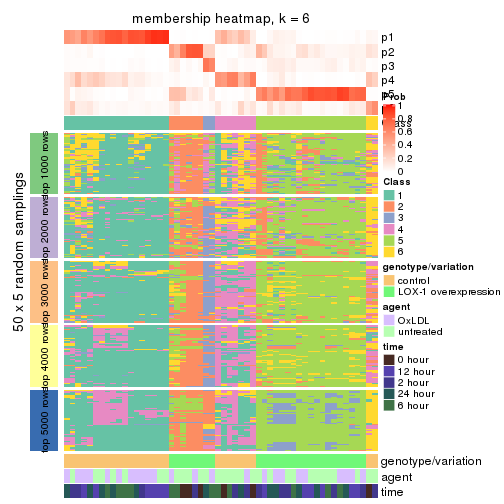 membership heatmap, k = 6
p1
p2
p3
p4
p5
Prob
1
0.8
0.6
0.4
0.2
0
Class
1
2
3
4
5
6
genotype/variation
control
LOX-1 overexpression
agent
OxLDL
untreated
time
0 hour
12 hour
2 hour
24 hour
6 hour
50 x 5 random samplings
top 1000 rows
top 2000 rows
top 3000 rows
top 4000 rows
top 5000 rows
genotype/variation
agent
time